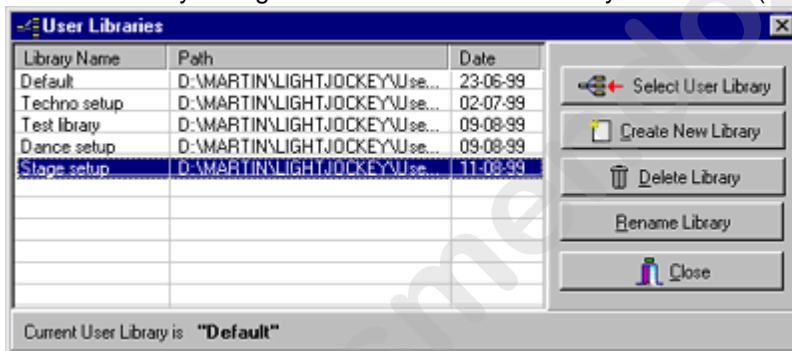 User Libraries
Library Name Path Date
Default D:\MARTIN\LIGHTJOCKEY\Use... 23-06-99
Techno setup D:\MARTIN\LIGHTJOCKEY\Use... 02-07-99
Test library D:\MARTIN\LIGHTJOCKEY\Use... 09-08-99
Dance setup D:\MARTIN\LIGHTJOCKEY\Use... 09-08-99
Stage setup D:\MARTIN\LIGHTJOCKEY\Use... 11-08-99
Select User Library
Create New Library
Delete Library
Rename Library
Close
Current User Library is "Default"